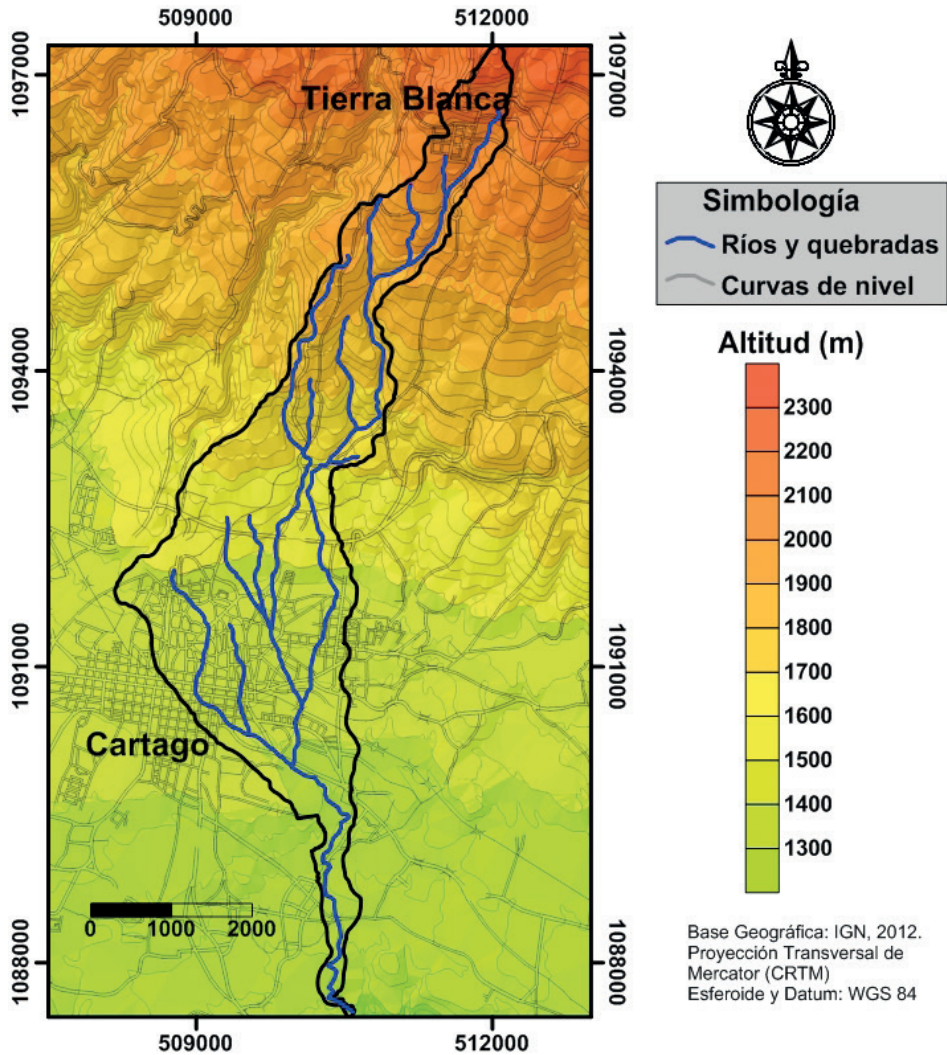 509000
512000
1097000
1097000
Tierra Blanca
Simbología
Ríos y quebradas
Curvas de nivel
Altitud (m)
1094000
1094000
2300
2200
2100
2000
1900
1800
1700
1600
1500
1400
1300
1091000
1091000
Cartago
0
1000
2000
1088000
1088000
Base Geográfica: IGN, 2012.
Proyección Transversal de
Mercator (CRTM)
Esferoide y Datum: WGS 84
509000
512000